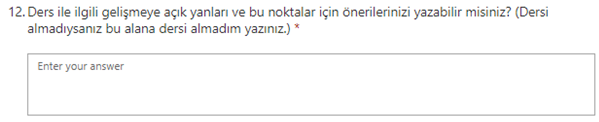 12. Ders ile ilgili gelişmeye açık yanları ve bu noktalar için önerilerinizi yazabilir misiniz? (Dersi
almadıysanız bu alana dersi almadım yazınız.) *
Enter your answer